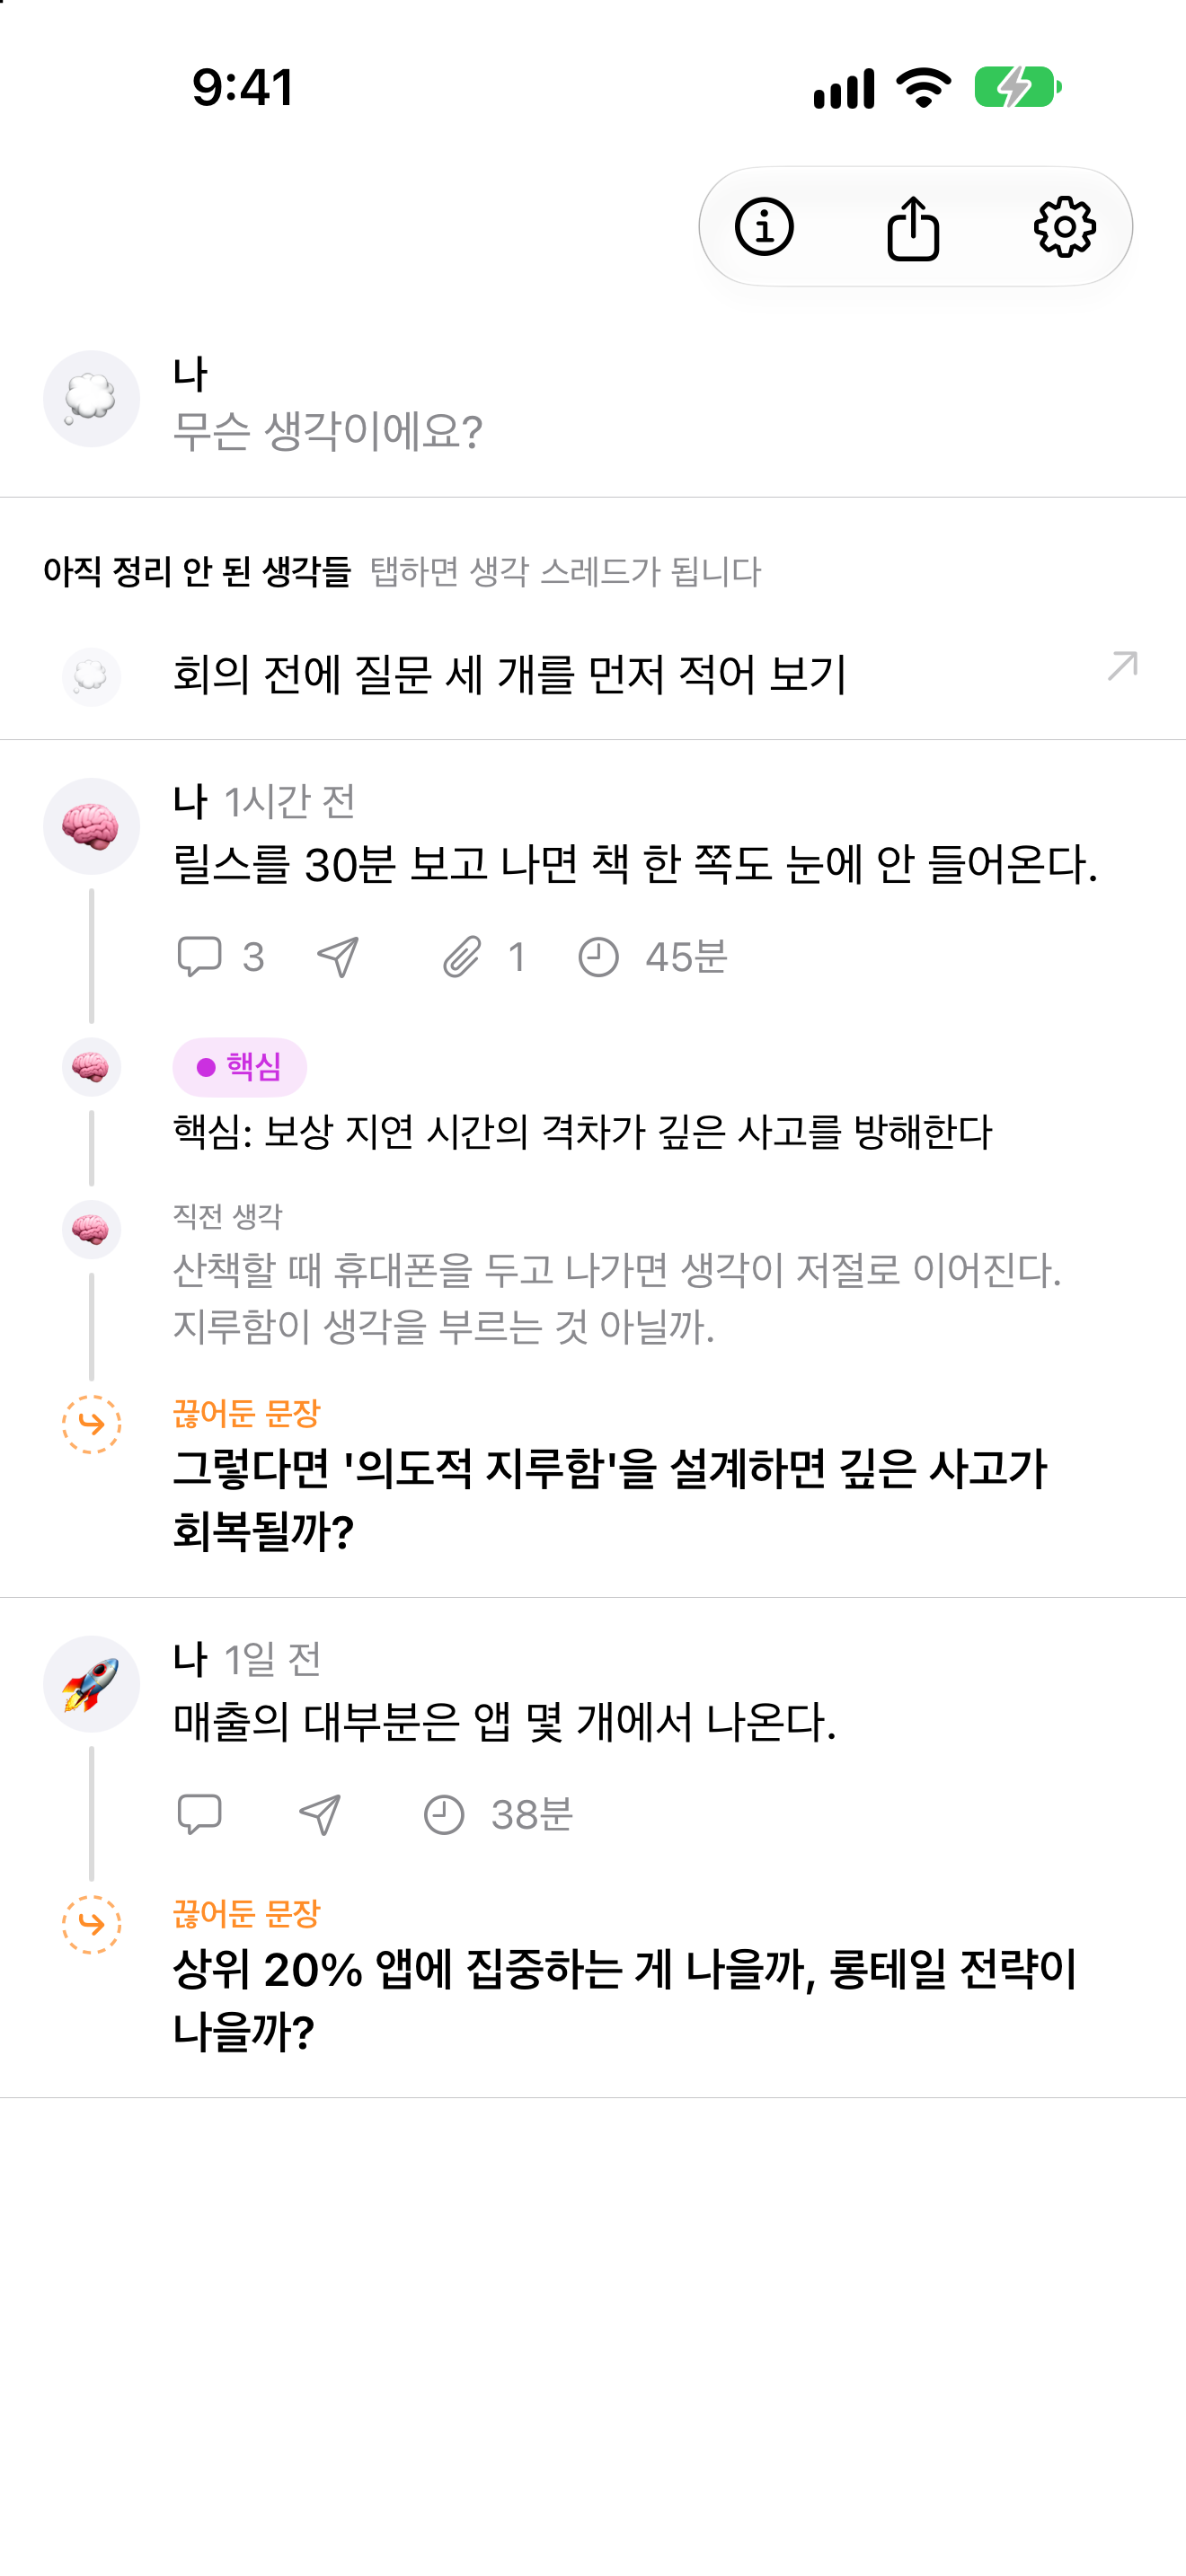 9:41
나
무슨 생각이에요?
아직 정리 안 된 생각들 탭하면 생각 스레드가 됩니다
회의 전에 질문 세 개를 먼저 적어 보기
나 1시간 전
릴스를 30분 보고 나면 책 한 쪽도 눈에 안 들어온다.
3 1 45분
핵심
핵심: 보상 지연 시간의 격차가 깊은 사고를 방해한다
직전 생각
산책할 때 휴대폰을 두고 나가면 생각이 저절로 이어진다.
지루함이 생각을 부르는 것 아닐까.
끊어둔 문장
그렇다면 '의도적 지루함'을 설계하면 깊은 사고가
회복될까?
나 1일 전
매출의 대부분은 앱 몇 개에서 나온다.
38분
끊어둔 문장
상위 20% 앱에 집중하는 게 나을까, 롱테일 전략이
나을까?